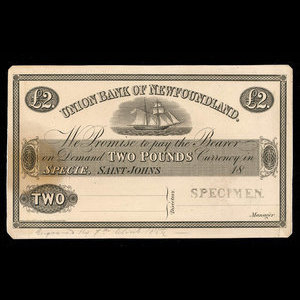 £2. £2.
UNION BANK OF NEWFOUNDLAND.
We Promise to pay the Bearer
on Demand TWO POUNDS Currency in
SPECIE. SAINT-JOHNS 18
TWO
Directors.
SPECIMEN.
Manager.